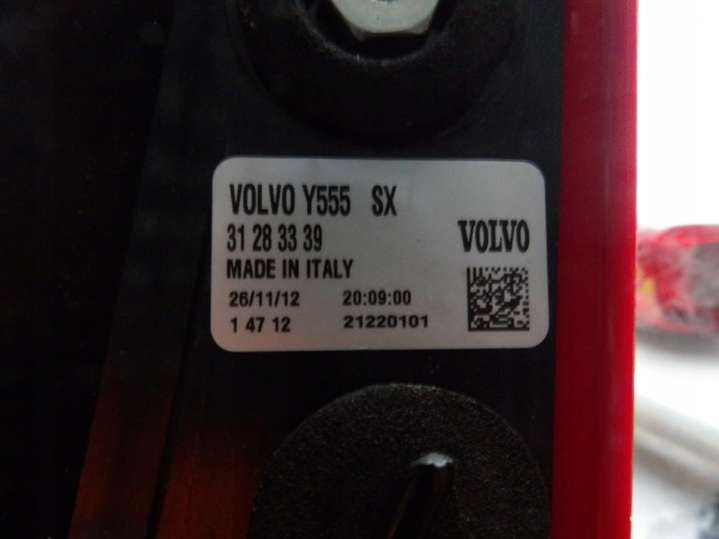 VOLVO Y555 SX
31 28 33 39
VOLVO
MADE IN ITALY
26/11/12 20:09:00
1 47 12 21220101